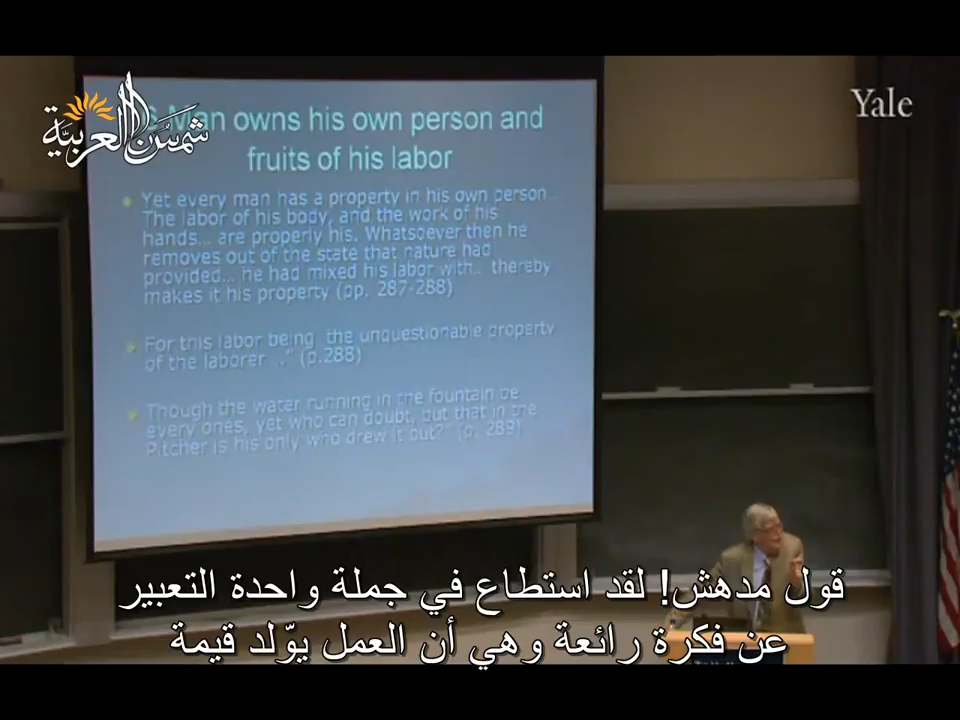 شمس العربية
Yale
Man owns his own person and
fruits of his labor
Yet every man has a property in his own person...
The labor of his body, and the work of his
hands... are properly his. Whatsoever then he
removes out of the state that nature had
provided... he had mixed his labor with.. thereby
makes it his property (pp. 287-288)
For this labor being the unquestionable property
of the laborer .." (p.288)
Though the water running in the fountain be
every ones, yet who can doubt, but that in the
Pitcher is his only who drew it out?" (p. 289)
قول مدهش! لقد استطاع في جملة واحدة التعبير
عن فكرة رائعة وهي أن العمل يوّلد قيمة